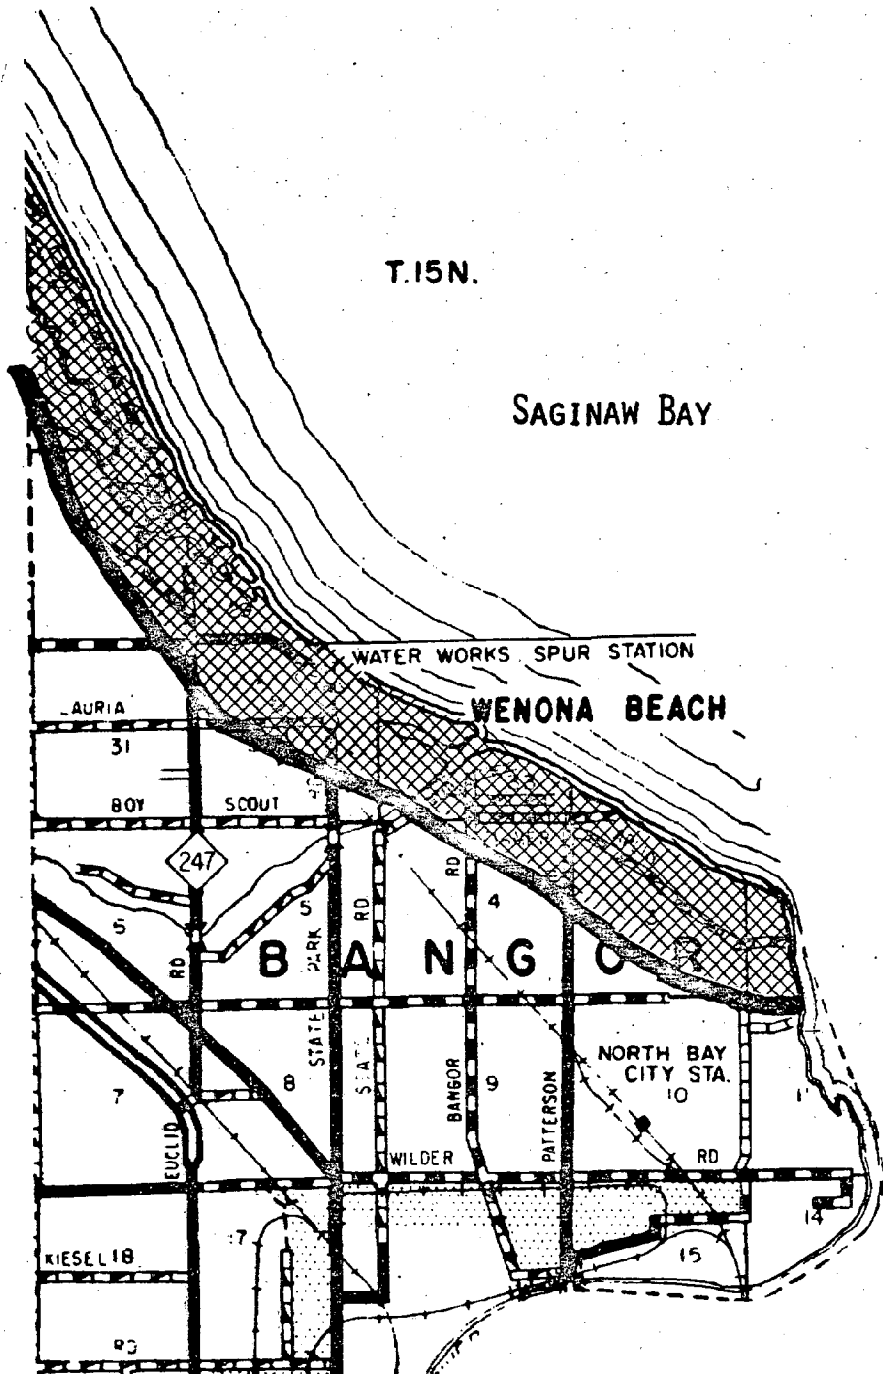 T.15N.
SAGINAW BAY
WATER WORKS SPUR STATION
WENONA BEACH
LAURIA
31
BOY SCOUT
247
RD
5
4
RD
RD
BANGOR
STATE PARK
STATE
NORTH BAY
CITY STA.
10
7
8
9
BANGOR
PATTERSON
EUCLID
WILDER RD
14
15
KIESEL 18
RD